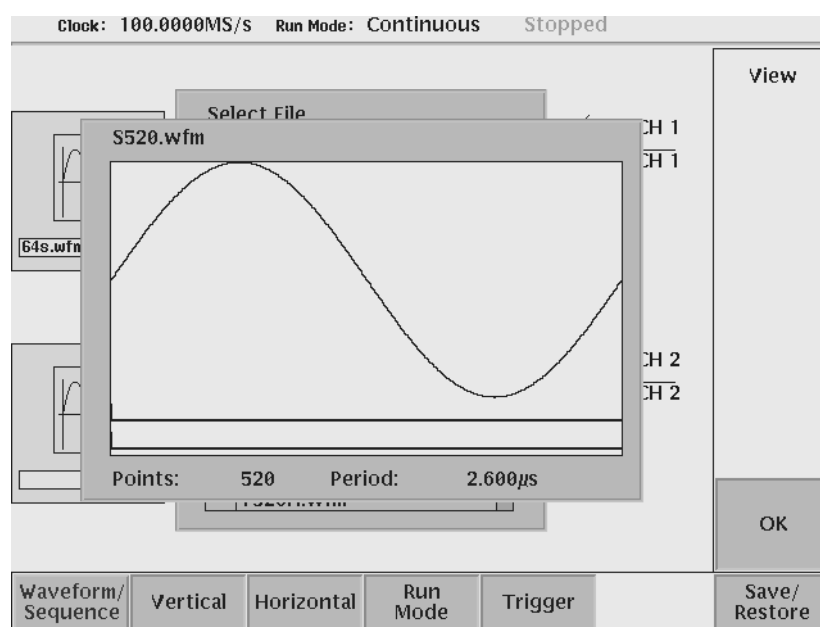 Clock: 100.0000MS/s Run Mode: Continuous Stopped
View
Select File
CH 1
CH 1
S520.wfm
64s.wfm
CH 2
CH 2
Points: 520 Period: 2.600µs
OK
Waveform/
Sequence
Vertical
Horizontal
Run
Mode
Trigger
Save/
Restore